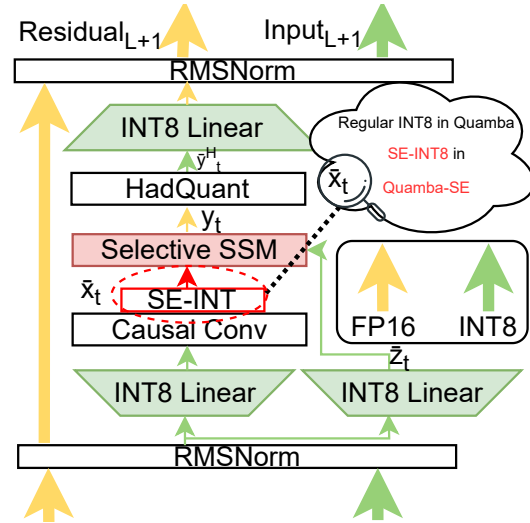 Residual_{L+1}
Input_{L+1}
RMSNorm
INT8 Linear
Regular INT8 in Quamba
SE-INT8 in
Quamba-SE
x̄_t
ȳ^H_t
HadQuant
y_t
Selective SSM
x̄_t
SE-INT
Causal Conv
FP16
INT8
z̄_t
INT8 Linear
INT8 Linear
RMSNorm